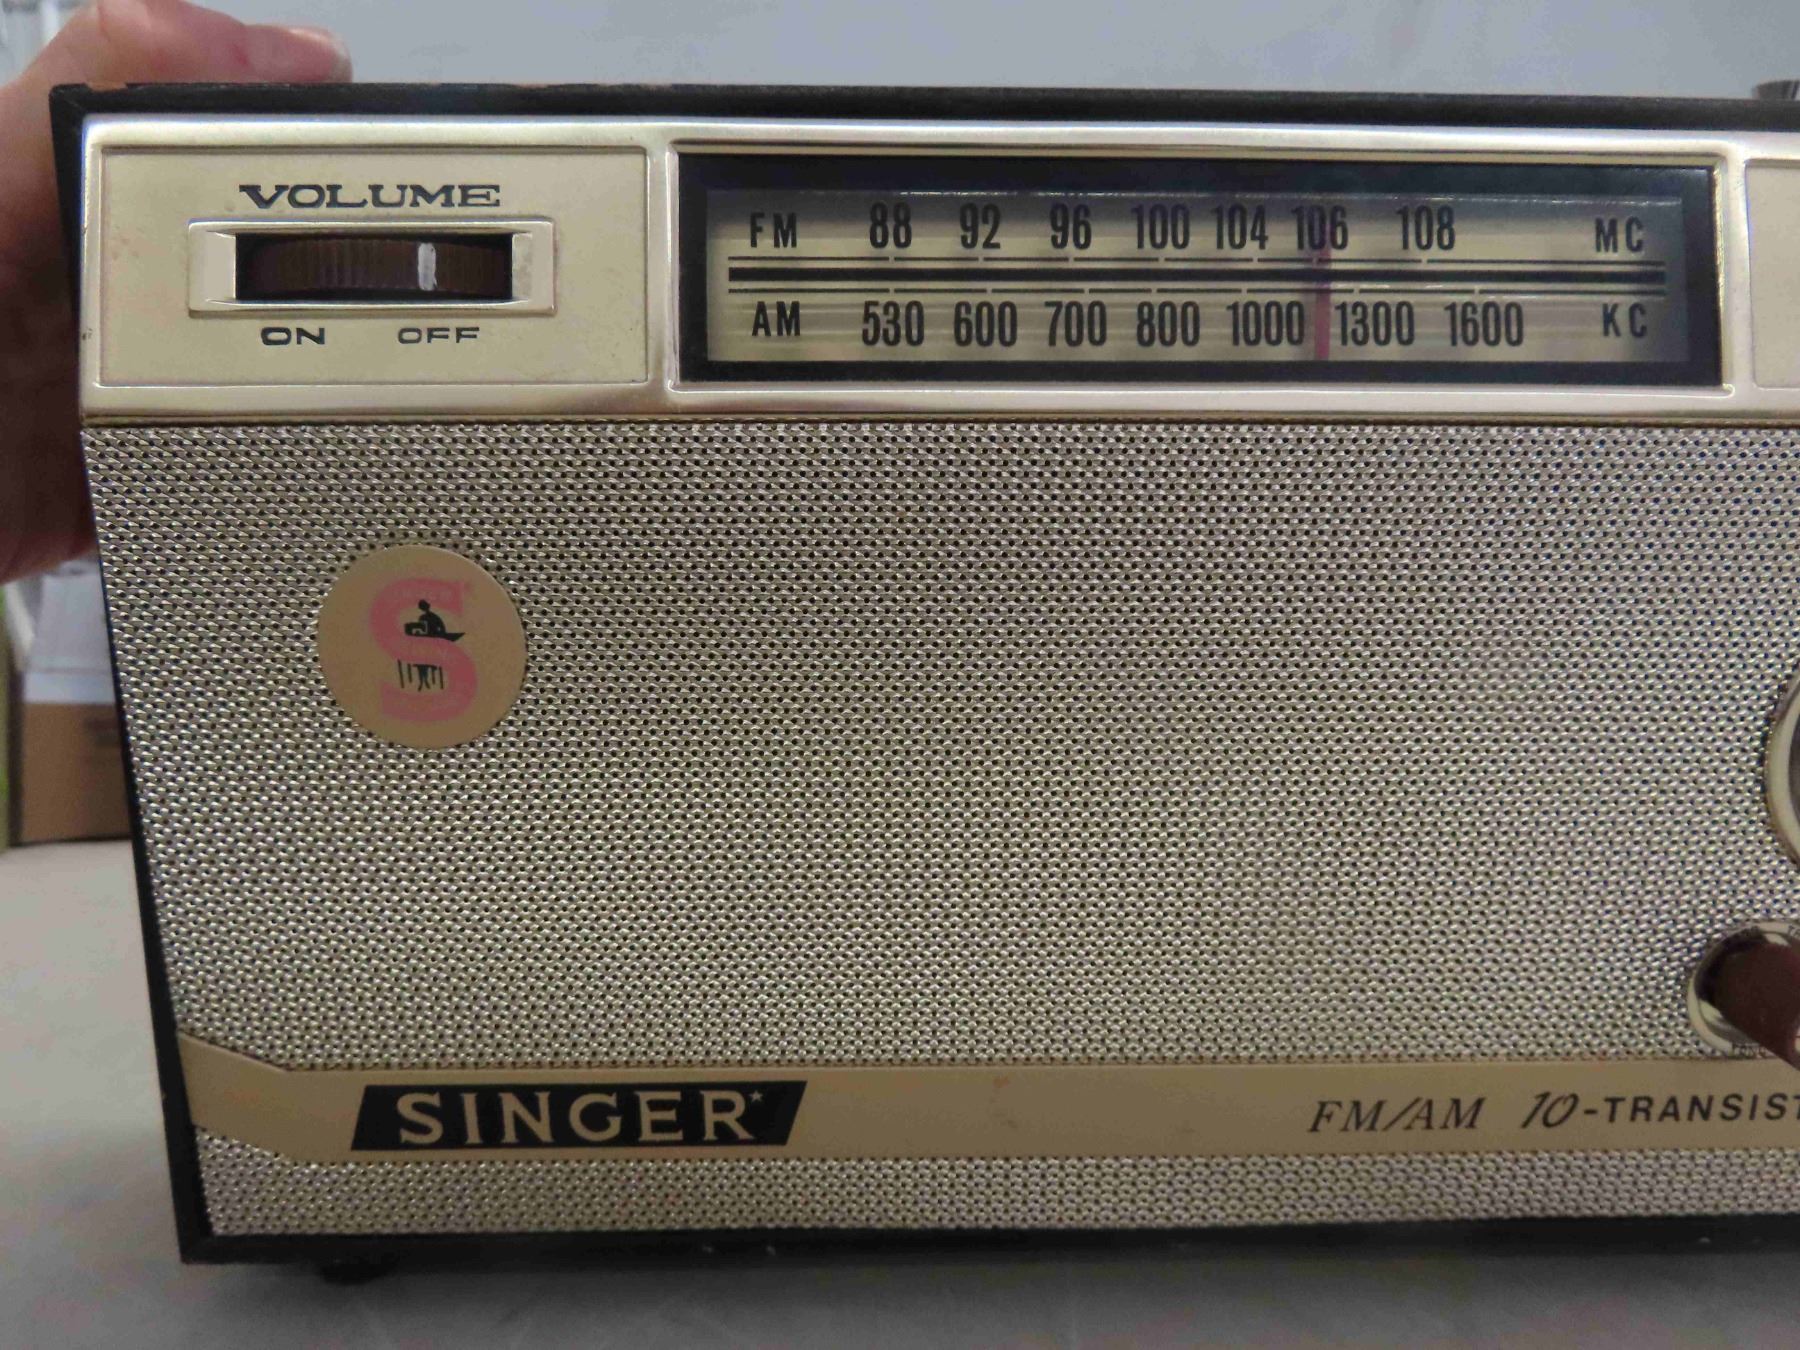 VOLUME
ON OFF
FM 88 92 96 100 104 106 108 MC
AM 530 600 700 800 1000 1300 1600 KC
S
SINGER*
FM/AM 10-TRANSIST